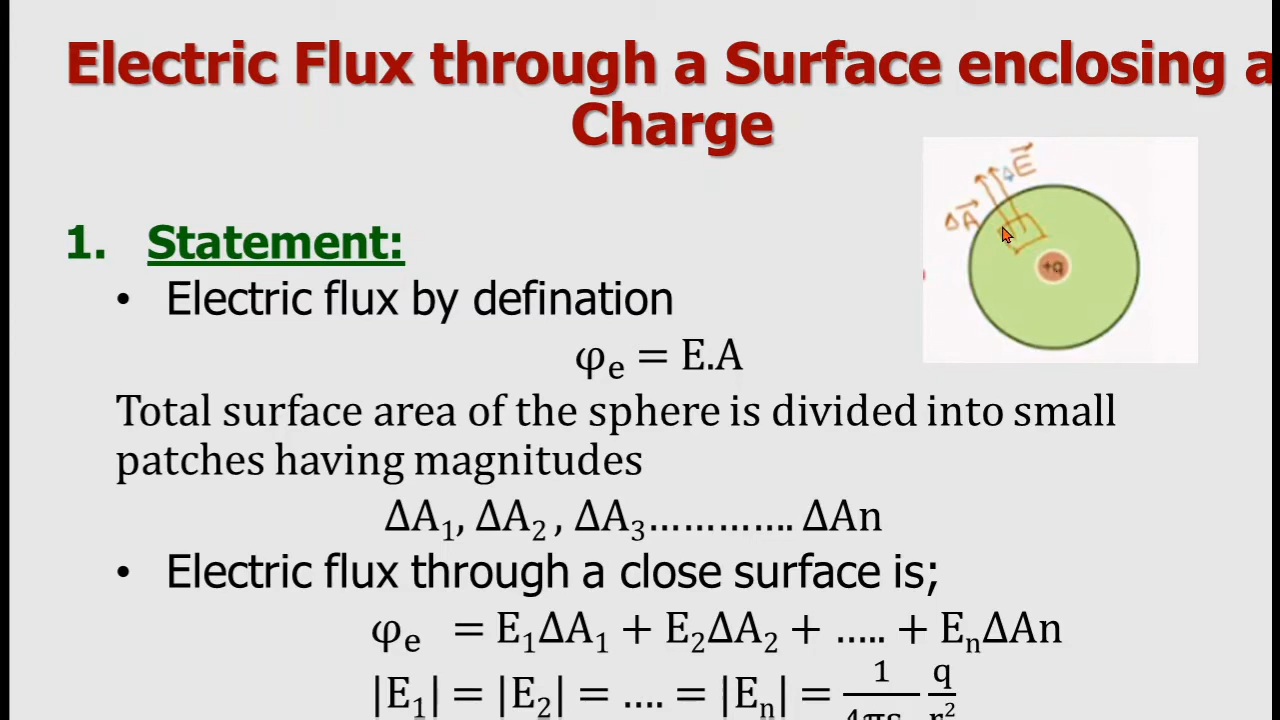 Electric Flux through a Surface enclosing a
Charge
ΔE
ΔA
+q
1. Statement:
• Electric flux by defination
φe = E.A
Total surface area of the sphere is divided into small
patches having magnitudes
ΔA₁, ΔA₂ , ΔA₃…………. ΔAn
• Electric flux through a close surface is;
φe = E₁ΔA₁ + E₂ΔA₂ + ….. + EₙΔAn
|E₁| = |E₂| = …. = |Eₙ| = 1/4πε q/r²